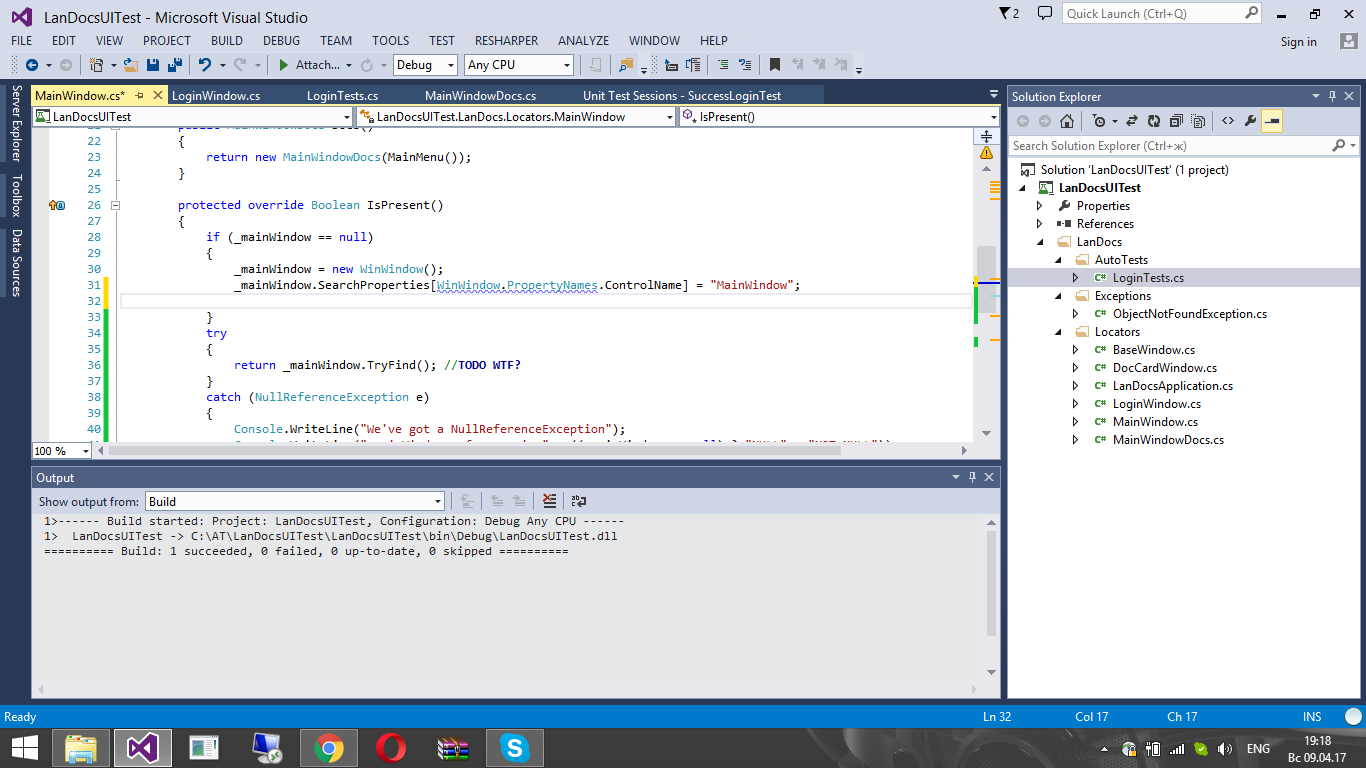 LanDocsUITest - Microsoft Visual Studio
2
Quick Launch (Ctrl+Q)
FILE EDIT VIEW PROJECT BUILD DEBUG TEAM TOOLS TEST RESHARPER ANALYZE WINDOW HELP
Sign in
Attach... Debug Any CPU
Server Explorer
Toolbox
Data Sources
MainWindow.cs* LoginWindow.cs LoginTests.cs MainWindowDocs.cs Unit Test Sessions - SuccessLoginTest
LanDocsUITest LanDocsUITest.LanDocs.Locators.MainWindow IsPresent()
22 {
23 return new MainWindowDocs(MainMenu());
24 }
25
26 protected override Boolean IsPresent()
27 {
28 if (_mainWindow == null)
29 {
30 _mainWindow = new WinWindow();
31 _mainWindow.SearchProperties[WinWindow.PropertyNames.ControlName] = "MainWindow";
32
33 }
34 try
35 {
36 return _mainWindow.TryFind(); //TODO WTF?
37 }
38 catch (NullReferenceException e)
39 {
40 Console.WriteLine("We've got a NullReferenceException");
100 %
Output
Show output from: Build
1>------ Build started: Project: LanDocsUITest, Configuration: Debug Any CPU ------
1> LanDocsUITest -> C:\AT\LanDocsUITest\LanDocsUITest\bin\Debug\LanDocsUITest.dll
========== Build: 1 succeeded, 0 failed, 0 up-to-date, 0 skipped ==========
Solution Explorer
Search Solution Explorer (Ctrl+ж)
Solution 'LanDocsUITest' (1 project)
LanDocsUITest
Properties
References
LanDocs
AutoTests
LoginTests.cs
Exceptions
ObjectNotFoundException.cs
Locators
BaseWindow.cs
DocCardWindow.cs
LanDocsApplication.cs
LoginWindow.cs
MainWindow.cs
MainWindowDocs.cs
Ready Ln 32 Col 17 Ch 17 INS
ENG
19:18
Вс 09.04.17